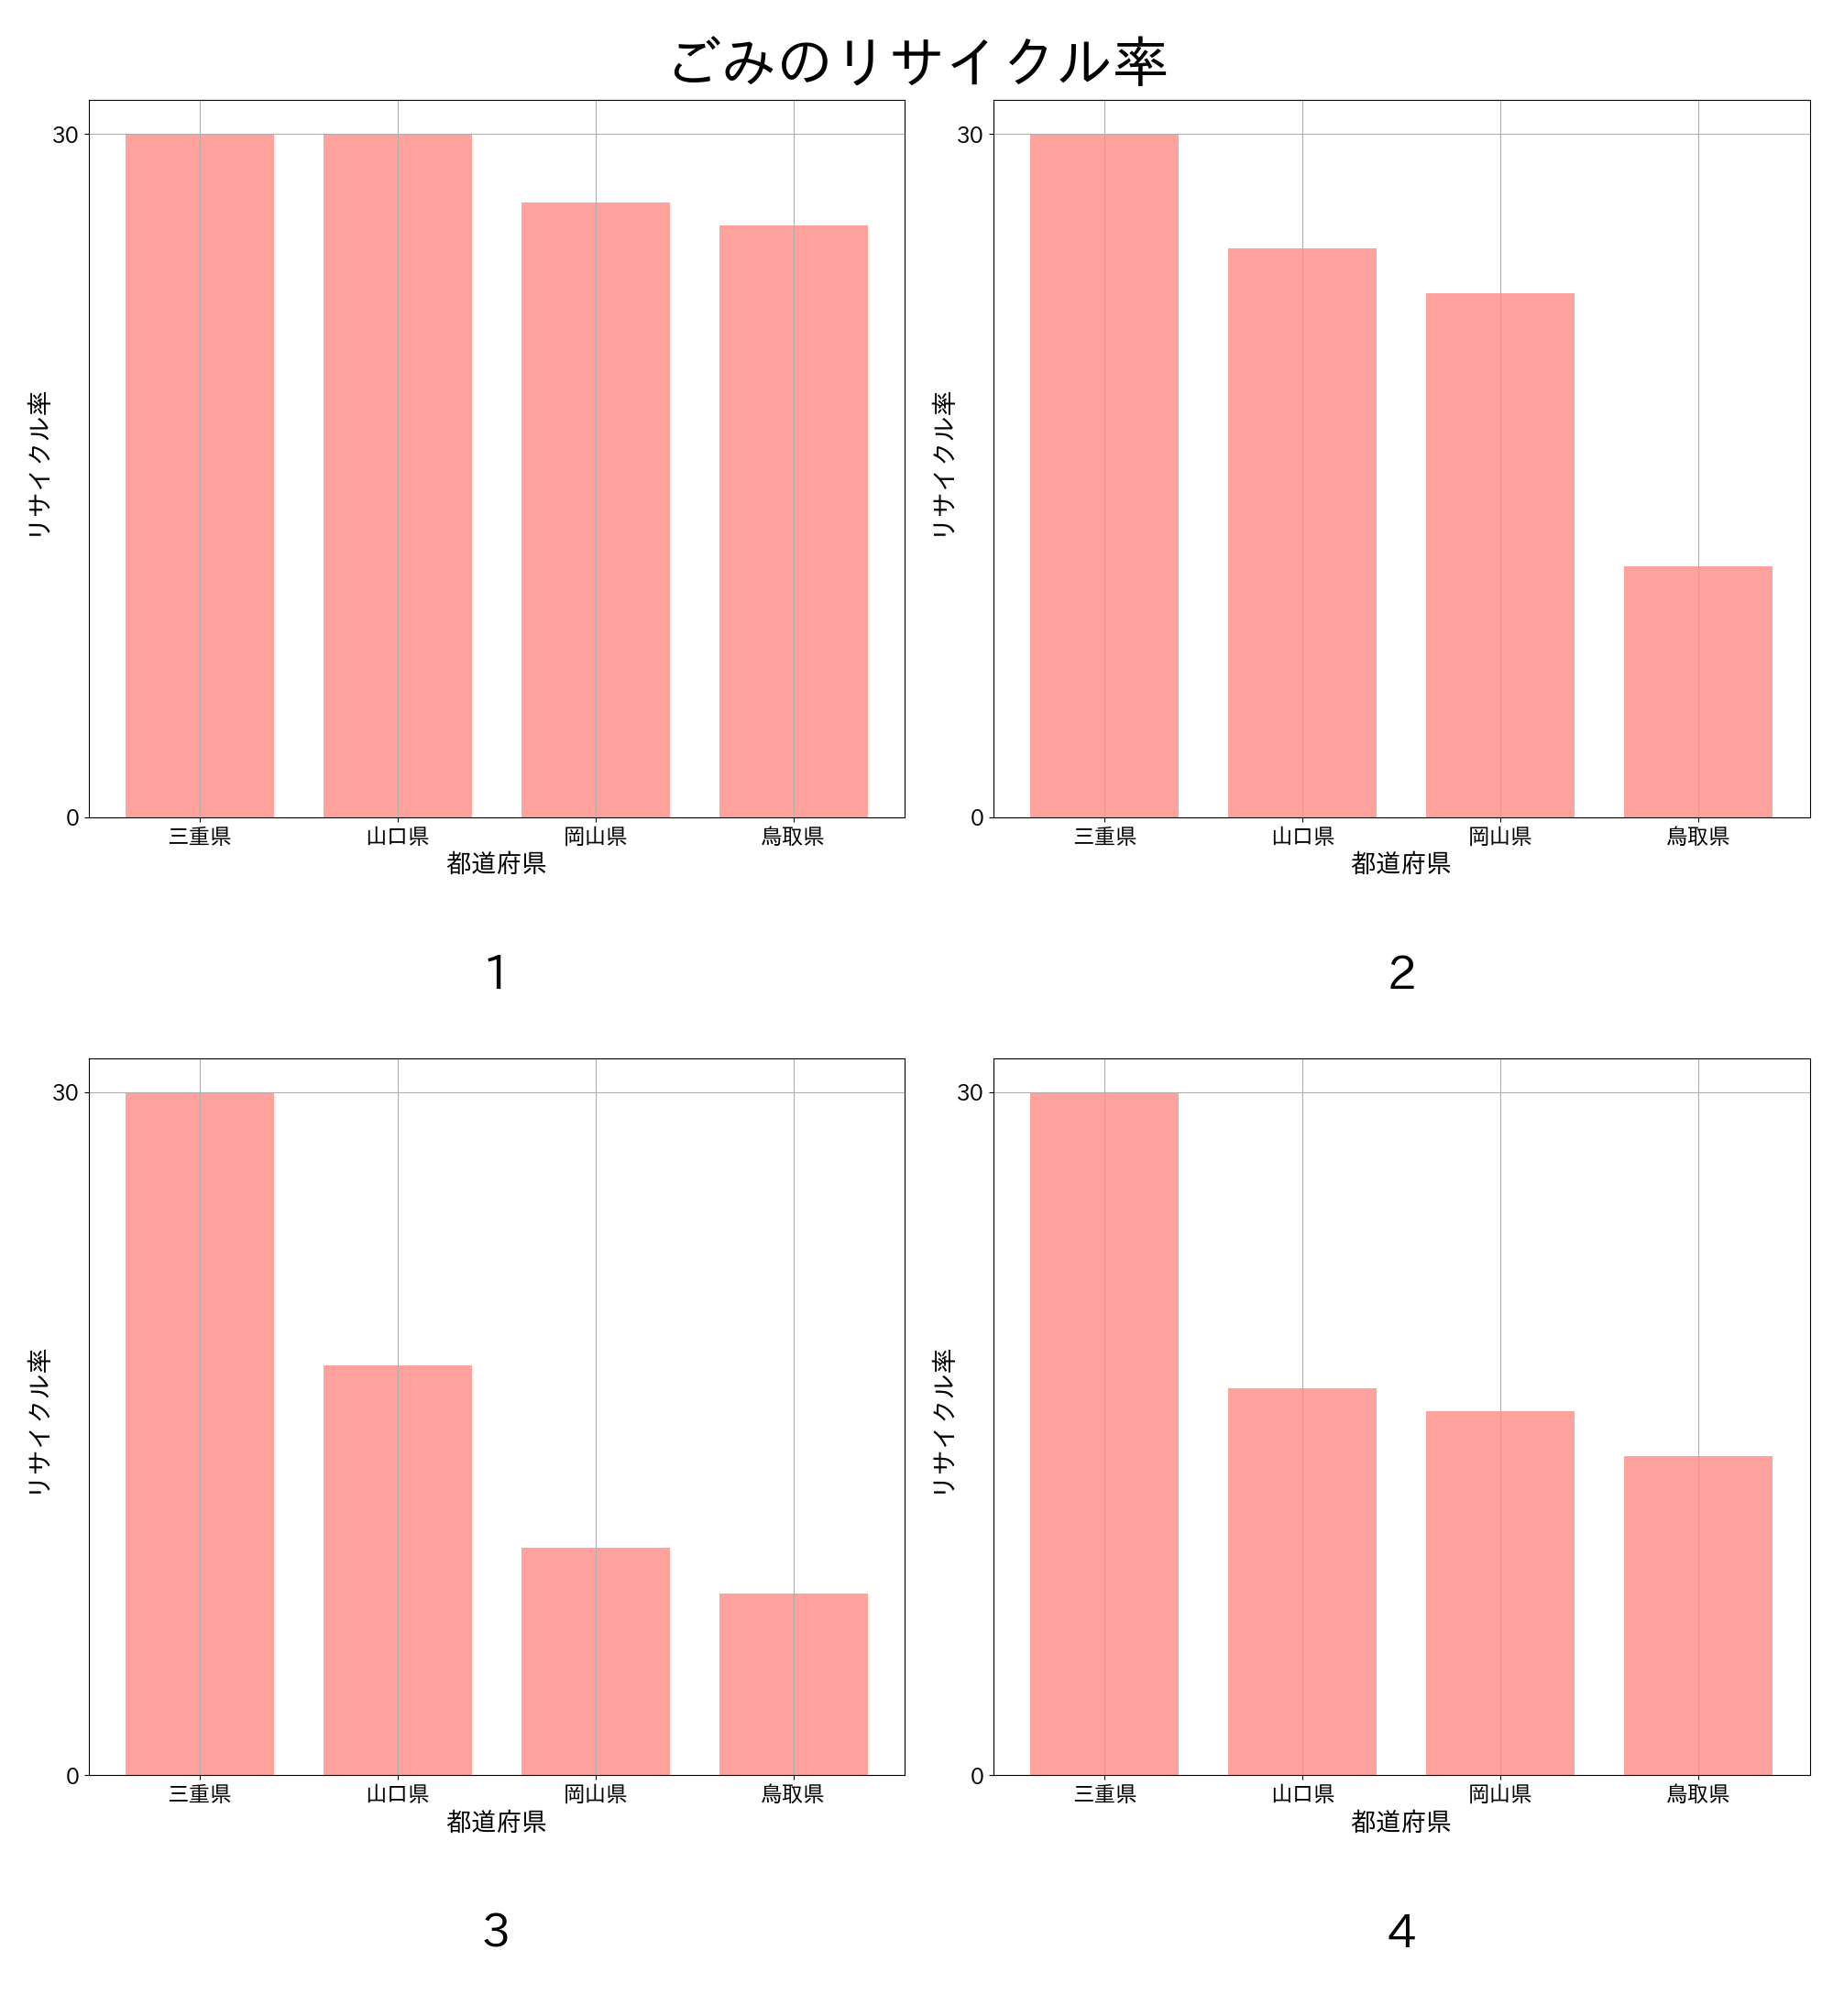 ごみのリサイクル率
30
0
リサイクル率
三重県 山口県 岡山県 鳥取県
都道府県
1
30
0
リサイクル率
三重県 山口県 岡山県 鳥取県
都道府県
2
30
0
リサイクル率
三重県 山口県 岡山県 鳥取県
都道府県
3
30
0
リサイクル率
三重県 山口県 岡山県 鳥取県
都道府県
4